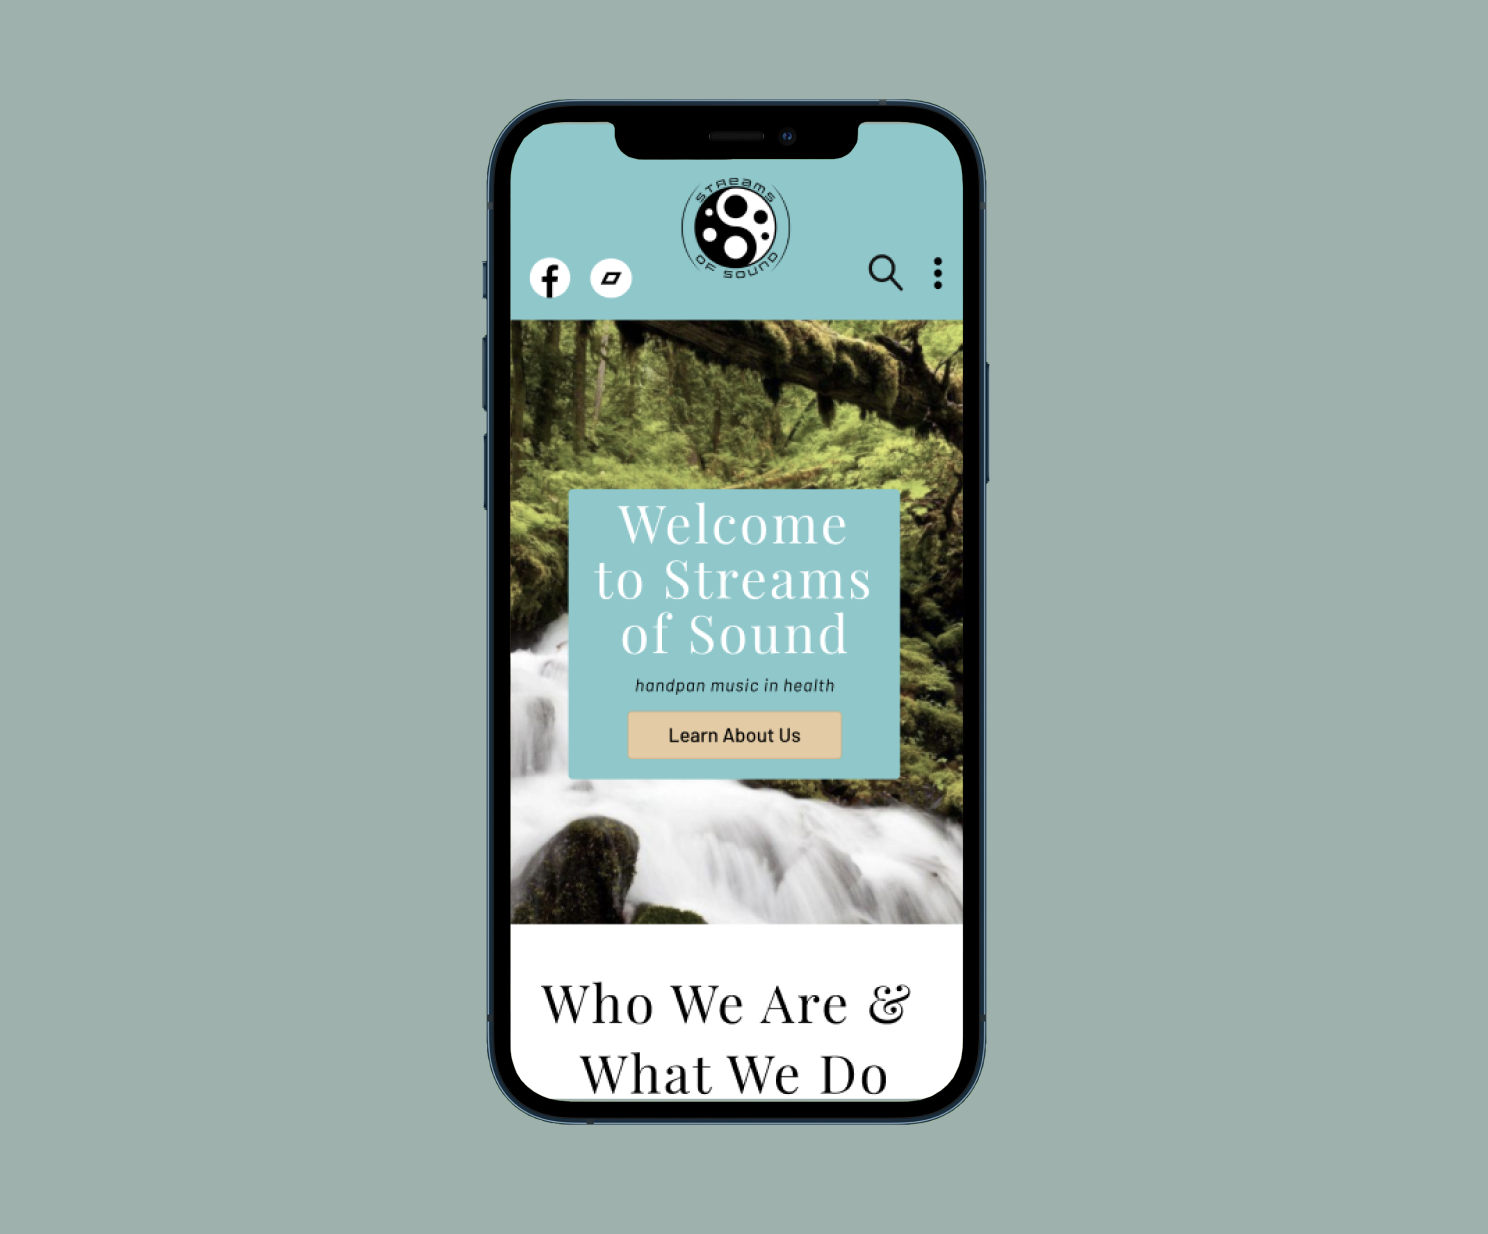 STREAMS
OF SOUND
Welcome
to Streams
of Sound
handpan music in health
Learn About Us
Who We Are &
What We Do